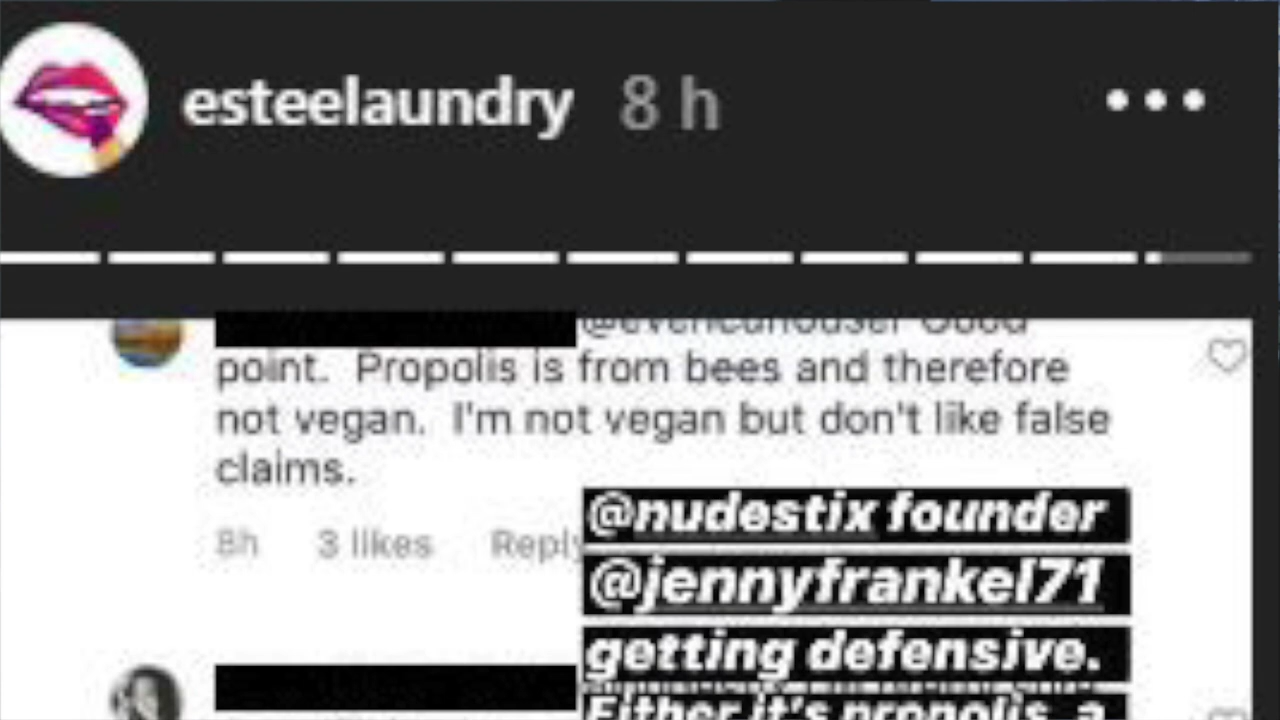 esteelaundry 8 h
@evencuriouser Good
point. Propolis is from bees and therefore
not vegan. I'm not vegan but don't like false
claims.
8h 3 likes Reply
@nudestix founder
@jennyfrankel71
getting defensive.
Either it's propolis, a